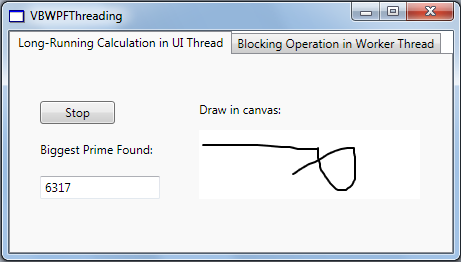 VBWPFThreading
Long-Running Calculation in UI Thread
Blocking Operation in Worker Thread
Stop
Draw in canvas:
Biggest Prime Found:
6317